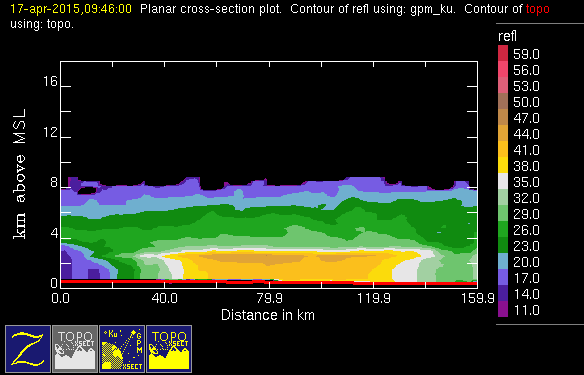 17-apr-2015,09:46:00 Planar cross-section plot. Contour of refl using: gpm_ku. Contour of topo
using: topo.
refl
59.0
56.0
53.0
50.0
47.0
44.0
41.0
38.0
35.0
32.0
29.0
26.0
23.0
20.0
17.0
14.0
11.0
km above MSL
16
12
8
4
0
0.0 40.0 79.9 119.9 159.9
Distance in km
Z
TOPO
XSECT
"Ku"
GPM
XSECT
TOPO
XSECT